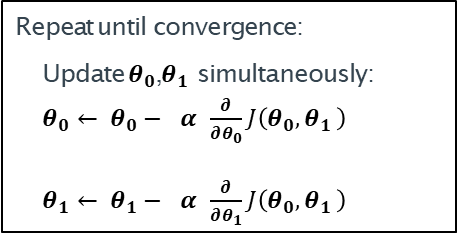 Repeat until convergence:
Update θ₀,θ₁ simultaneously:
θ₀ ← θ₀ − α ∂/∂θ₀ J(θ₀,θ₁)
θ₁ ← θ₁ − α ∂/∂θ₁ J(θ₀,θ₁)